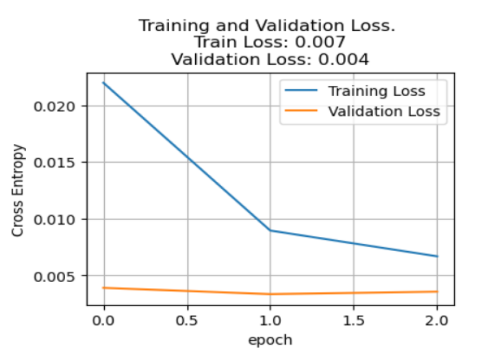 Training and Validation Loss.
Train Loss: 0.007
Validation Loss: 0.004
Training Loss
Validation Loss
0.020
0.015
0.010
0.005
Cross Entropy
0.0 0.5 1.0 1.5 2.0
epoch